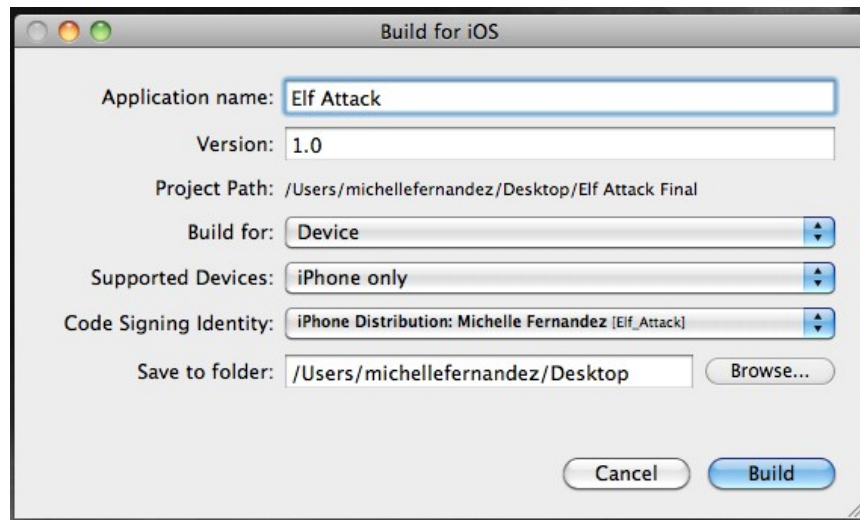 Build for iOS
Application name: Elf Attack
Version: 1.0
Project Path: /Users/michellefernandez/Desktop/Elf Attack Final
Build for: Device
Supported Devices: iPhone only
Code Signing Identity: iPhone Distribution: Michelle Fernandez [Elf_Attack]
Save to folder: /Users/michellefernandez/Desktop Browse...
Cancel Build